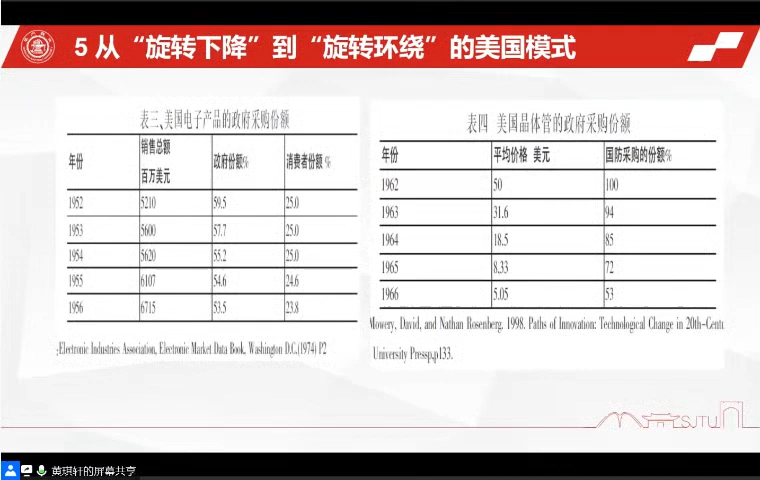 5 从“旋转下降”到“旋转环绕”的美国模式
表三、美国电子产品的政府采购份额
年份 销售总额 百万美元 政府份额% 消费者份额 %
1952 5210 59.5 25.0
1953 5600 57.7 25.0
1954 5620 55.2 25.0
1955 6107 54.6 24.6
1956 6715 53.5 23.8
:Electronic Industries Association, Electronic Market Data Book, Washington D.C,(1974) P2
表四 美国晶体管的政府采购份额
年份 平均价格 美元 国防采购的份额%
1962 50 100
1963 31.6 94
1964 18.5 85
1965 8.33 72
1966 5.05 53
Mowery, David, and Nathan Rosenberg. 1998. Paths of Innovation: Technological Change in 20th-Centu
University Pressp,p133.
SJTU
黄琪轩的屏幕共享